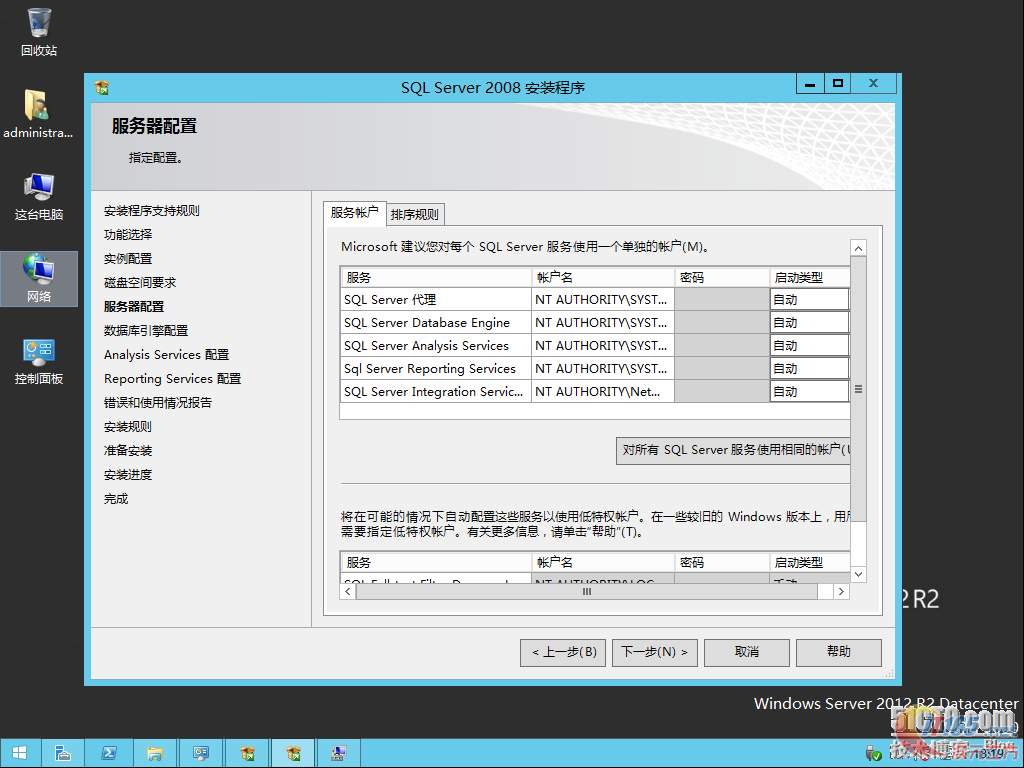 回收站
administra...
这台电脑
网络
控制面板
SQL Server 2008 安装程序
服务器配置
指定配置。
安装程序支持规则
功能选择
实例配置
磁盘空间要求
服务器配置
数据库引擎配置
Analysis Services 配置
Reporting Services 配置
错误和使用情况报告
安装规则
准备安装
安装进度
完成
服务帐户 排序规则
Microsoft 建议您对每个 SQL Server 服务使用一个单独的帐户(M)。
服务 帐户名 密码 启动类型
SQL Server 代理 NT AUTHORITY\SYST... 自动
SQL Server Database Engine NT AUTHORITY\SYST... 自动
SQL Server Analysis Services NT AUTHORITY\SYST... 自动
Sql Server Reporting Services NT AUTHORITY\SYST... 自动
SQL Server Integration Servic... NT AUTHORITY\Net... 自动
对所有 SQL Server 服务使用相同的帐户(
将在可能的情况下自动配置这些服务以使用低特权帐户。在一些较旧的 Windows 版本上，用
需要指定低特权帐户。有关更多信息，请单击“帮助”(T)。
服务 帐户名 密码 启动类型
< 上一步(B) 下一步(N) > 取消 帮助
2 R2
Windows Server 2012 R2 Datacenter
51CTO.com
技术博客 Blog
18:19